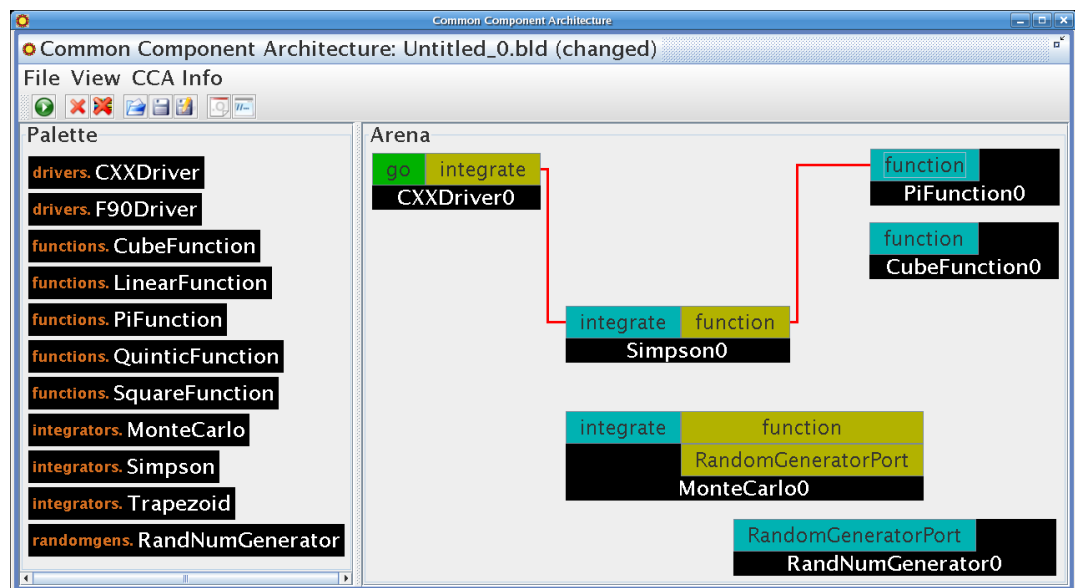 Common Component Architecture
Common Component Architecture: Untitled_0.bld (changed)
File View CCA Info
Palette
drivers. CXXDriver
drivers. F90Driver
functions. CubeFunction
functions. LinearFunction
functions. PiFunction
functions. QuinticFunction
functions. SquareFunction
integrators. MonteCarlo
integrators. Simpson
integrators. Trapezoid
randomgens. RandNumGenerator
Arena
go integrate
CXXDriver0
function
PiFunction0
function
CubeFunction0
integrate function
Simpson0
integrate function
RandomGeneratorPort
MonteCarlo0
RandomGeneratorPort
RandNumGenerator0